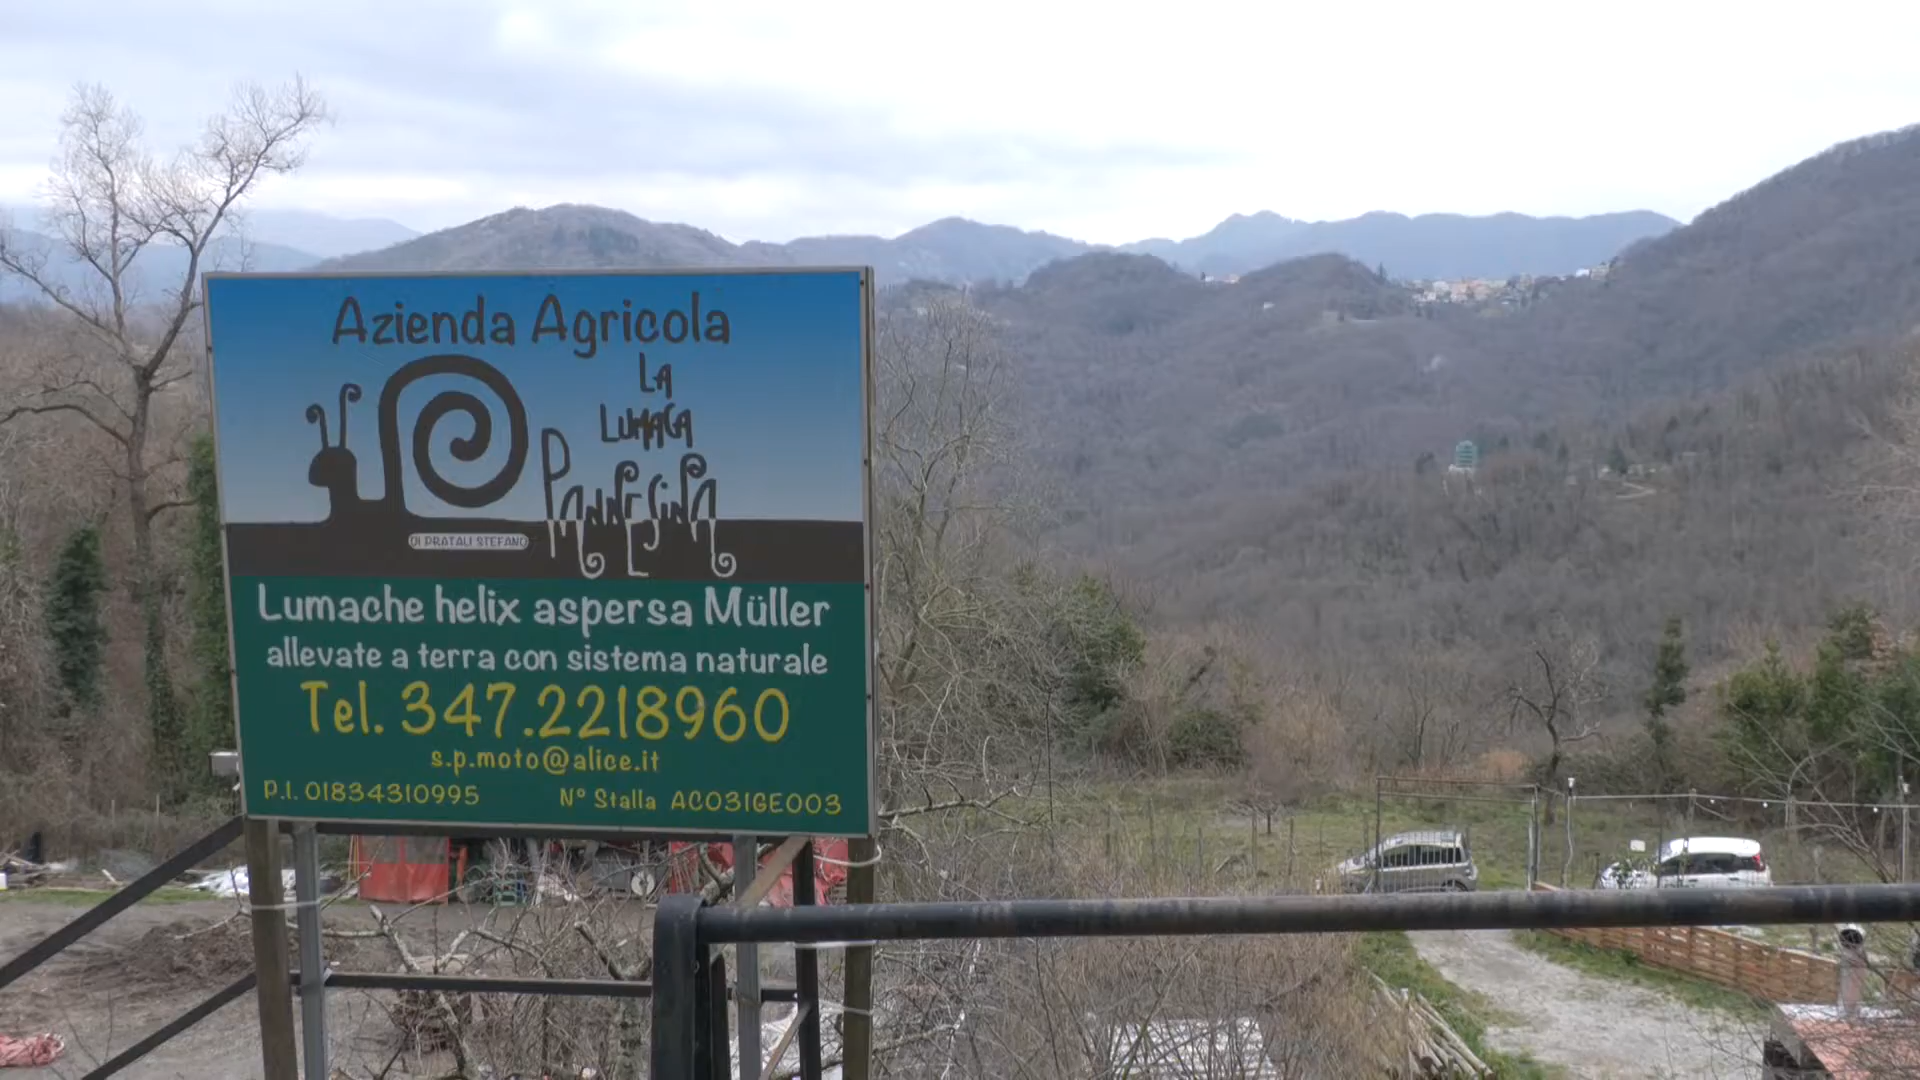 Azienda Agricola
LA
LUMACA
PANNESINA
DI PRATALI STEFANO
Lumache helix aspersa Müller
allevate a terra con sistema naturale
Tel. 347.2218960
s.p.moto@alice.it
P.I. 01834310995
N° Stalla AC031GE003